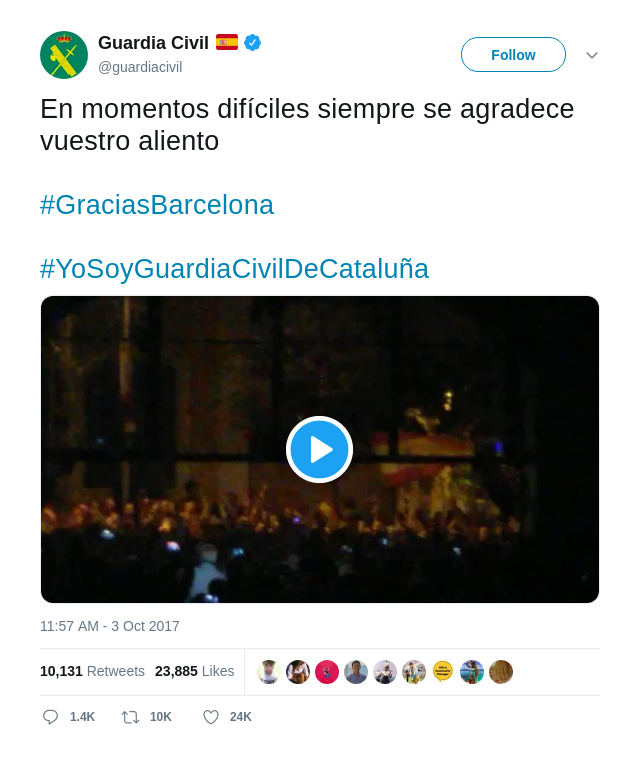 Guardia Civil
@guardiacivil
Follow
En momentos difíciles siempre se agradece
vuestro aliento
#GraciasBarcelona
#YoSoyGuardiaCivilDeCataluña
11:57 AM - 3 Oct 2017
10,131 Retweets 23,885 Likes
1.4K 10K 24K